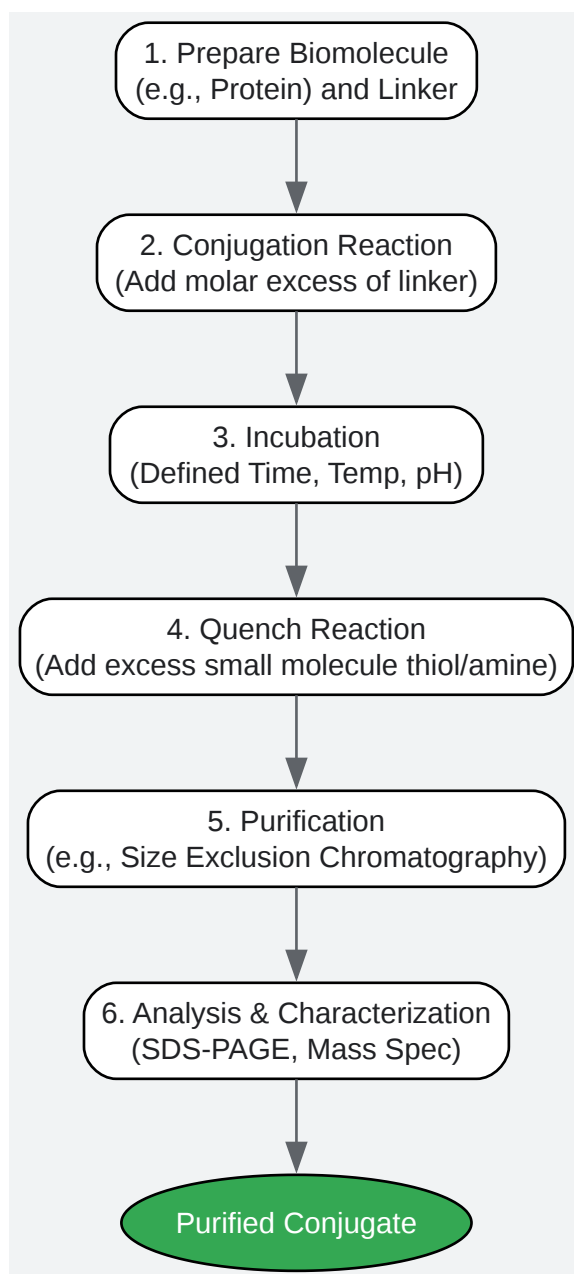 1. Prepare Biomolecule
(e.g., Protein) and Linker
2. Conjugation Reaction
(Add molar excess of linker)
3. Incubation
(Defined Time, Temp, pH)
4. Quench Reaction
(Add excess small molecule thiol/amine)
5. Purification
(e.g., Size Exclusion Chromatography)
6. Analysis & Characterization
(SDS-PAGE, Mass Spec)
Purified Conjugate